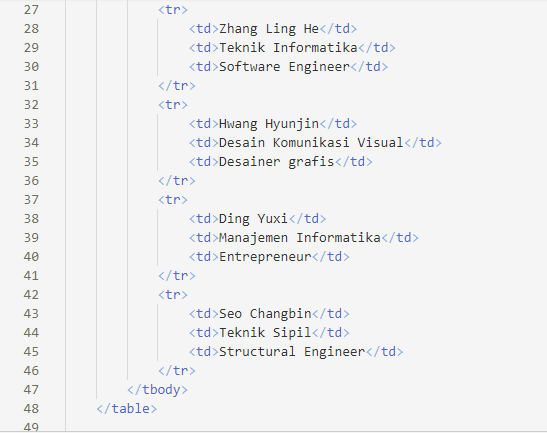 27 <tr>
28 <td>Zhang Ling He</td>
29 <td>Teknik Informatika</td>
30 <td>Software Engineer</td>
31 </tr>
32 <tr>
33 <td>Hwang Hyunjin</td>
34 <td>Desain Komunikasi Visual</td>
35 <td>Desainer grafis</td>
36 </tr>
37 <tr>
38 <td>Ding Yuxi</td>
39 <td>Manajemen Informatika</td>
40 <td>Entrepreneur</td>
41 </tr>
42 <tr>
43 <td>Seo Changbin</td>
44 <td>Teknik Sipil</td>
45 <td>Structural Engineer</td>
46 </tr>
47 </tbody>
48 </table>
49